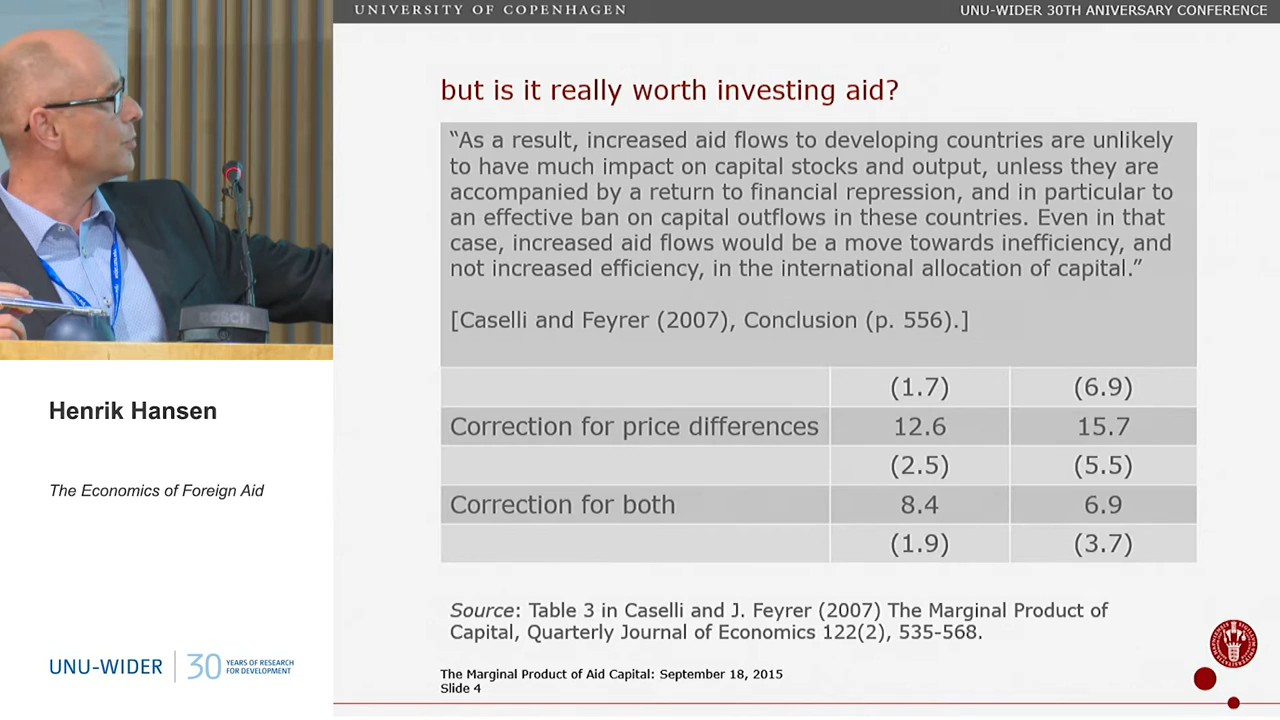 UNIVERSITY OF COPENHAGEN
UNU-WIDER 30TH ANIVERSARY CONFERENCE
but is it really worth investing aid?
“As a result, increased aid flows to developing countries are unlikely
to have much impact on capital stocks and output, unless they are
accompanied by a return to financial repression, and in particular to
an effective ban on capital outflows in these countries. Even in that
case, increased aid flows would be a move towards inefficiency, and
not increased efficiency, in the international allocation of capital.”
[Caselli and Feyrer (2007), Conclusion (p. 556).]
(1.7) (6.9)
Correction for price differences 12.6 15.7
(2.5) (5.5)
Correction for both 8.4 6.9
(1.9) (3.7)
Source: Table 3 in Caselli and J. Feyrer (2007) The Marginal Product of
Capital, Quarterly Journal of Economics 122(2), 535-568.
The Marginal Product of Aid Capital: September 18, 2015
Slide 4
BOSCH
Henrik Hansen
The Economics of Foreign Aid
UNU-WIDER
30 YEARS OF RESEARCH
FOR DEVELOPMENT